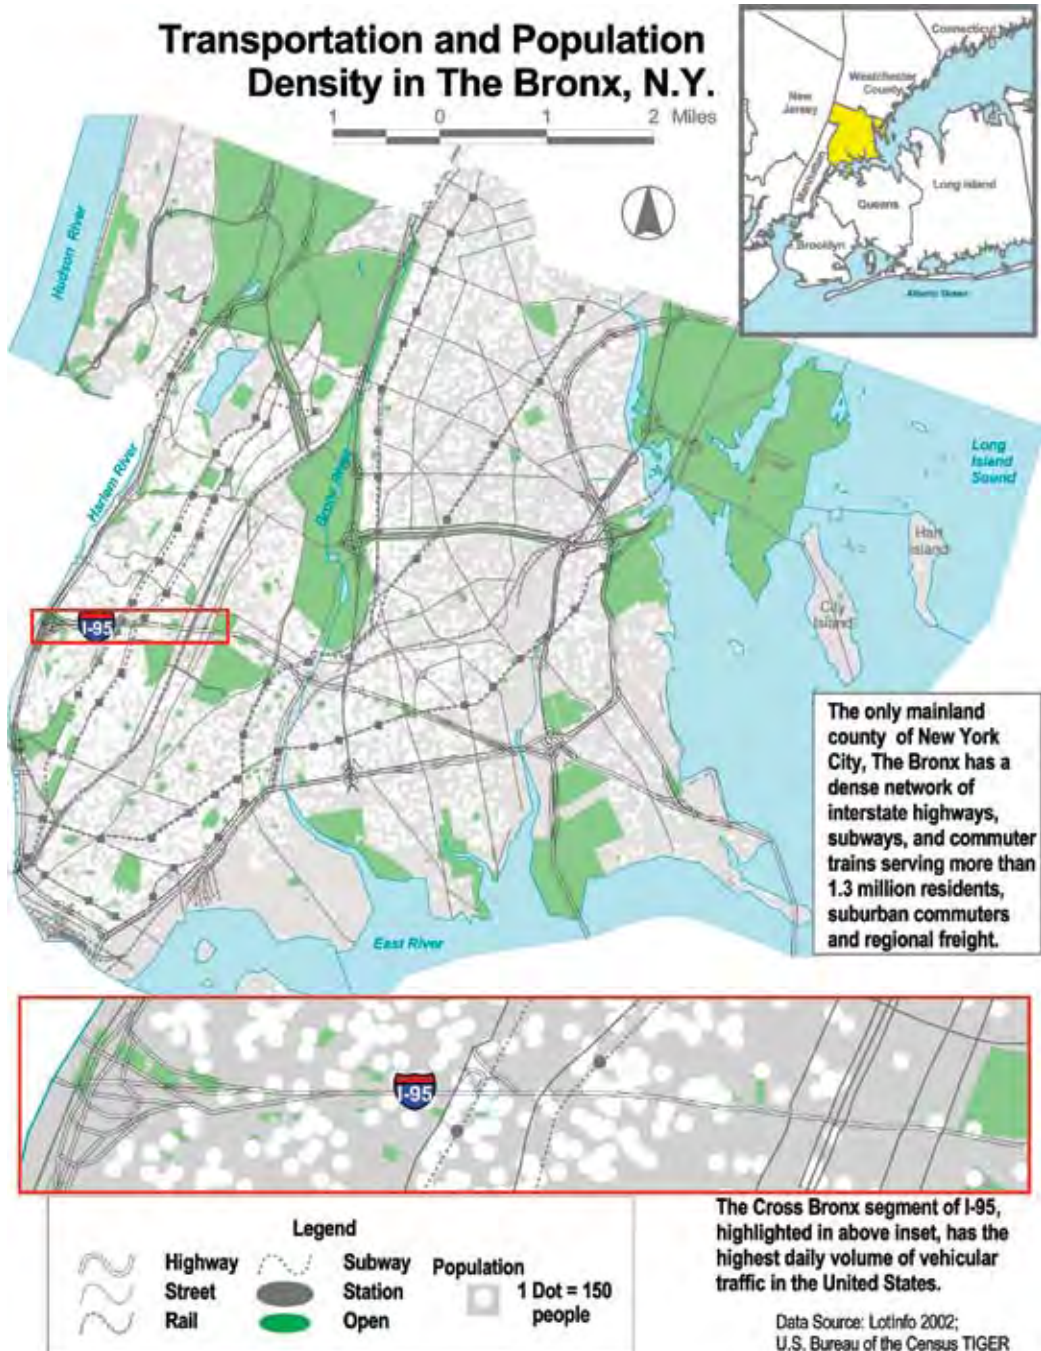 Transportation and Population
Density in The Bronx, N.Y.
1 0 1 2 Miles
Connecticut
Westchester
County
New
Jersey
Manhattan
Long Island
Queens
Brooklyn
Atlantic Ocean
Hudson River
Harlem River
Bronx River
Long
Island
Sound
Hart
Island
City
Island
I-95
East River
The only mainland
county of New York
City, The Bronx has a
dense network of
interstate highways,
subways, and commuter
trains serving more than
1.3 million residents,
suburban commuters
and regional freight.
I-95
Legend
Highway
Street
Rail
Subway
Station
Open
Population
1 Dot = 150
people
The Cross Bronx segment of I-95,
highlighted in above inset, has the
highest daily volume of vehicular
traffic in the United States.
Data Source: LotInfo 2002;
U.S. Bureau of the Census TIGER